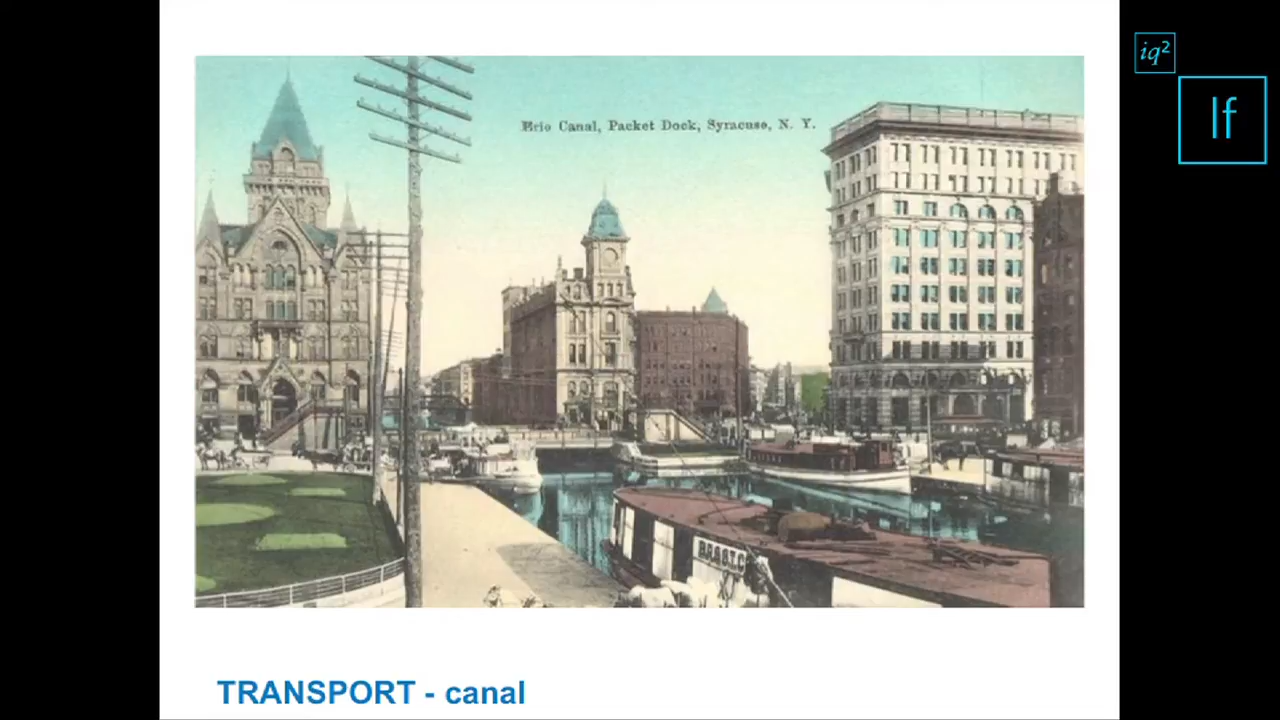 iq²
If
Erie Canal, Packet Dock, Syracuse, N. Y.
TRANSPORT - canal